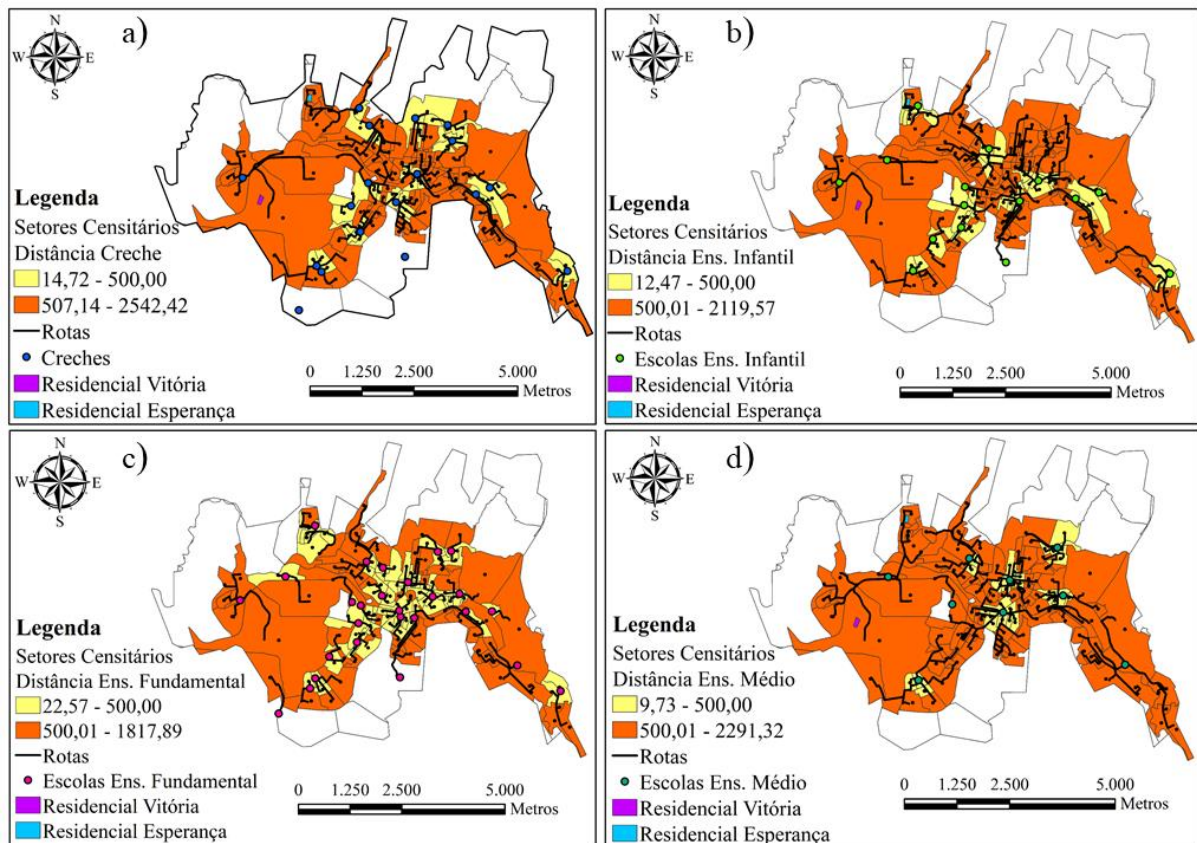 a)
N
W E
S
Legenda
Setores Censitários
Distância Creche
14,72 - 500,00
507,14 - 2542,42
Rotas
Creches
Residencial Vitória
Residencial Esperança
0 1.250 2.500 5.000
Metros
b)
N
W E
S
Legenda
Setores Censitários
Distância Ens. Infantil
12,47 - 500,00
500,01 - 2119,57
Rotas
Escolas Ens. Infantil
Residencial Vitória
Residencial Esperança
0 1.250 2.500 5.000
Metros
c)
N
W E
S
Legenda
Setores Censitários
Distância Ens. Fundamental
22,57 - 500,00
500,01 - 1817,89
Rotas
Escolas Ens. Fundamental
Residencial Vitória
Residencial Esperança
0 1.250 2.500 5.000
Metros
d)
N
W E
S
Legenda
Setores Censitários
Distância Ens. Médio
9,73 - 500,00
500,01 - 2291,32
Rotas
Escolas Ens. Médio
Residencial Vitória
Residencial Esperança
0 1.250 2.500 5.000
Metros